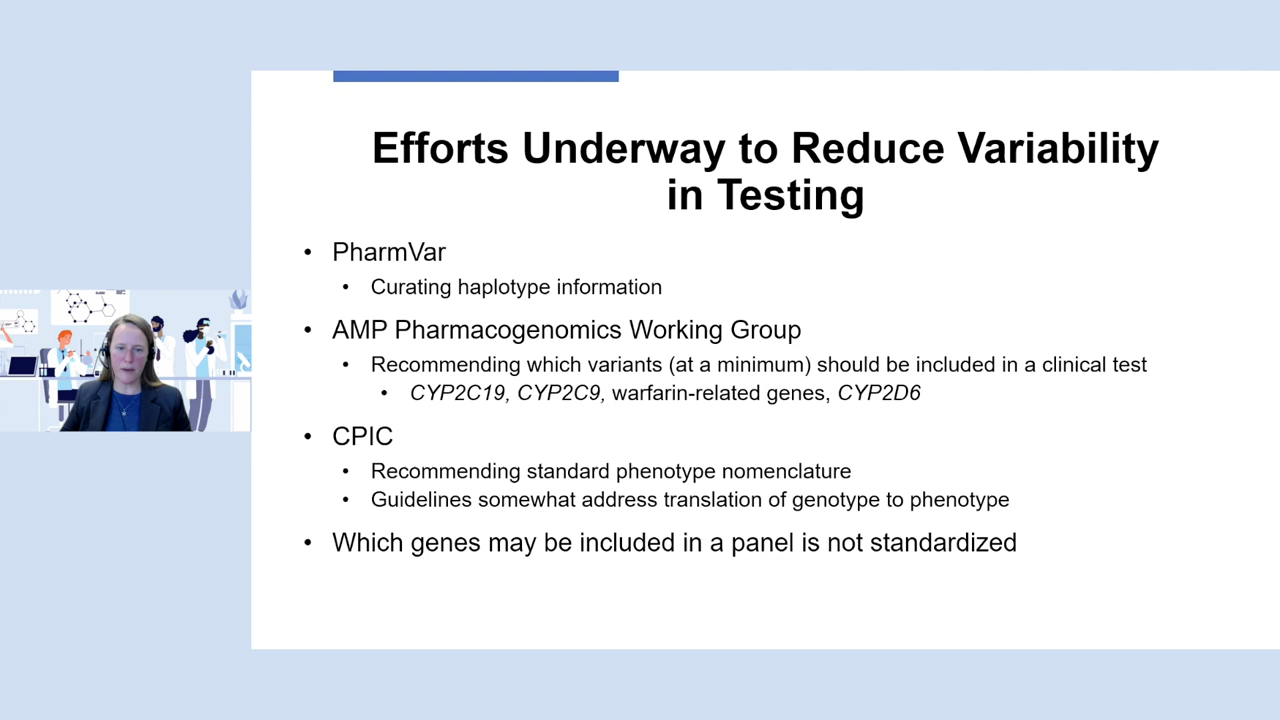 Efforts Underway to Reduce Variability
in Testing
• PharmVar
• Curating haplotype information
• AMP Pharmacogenomics Working Group
• Recommending which variants (at a minimum) should be included in a clinical test
• CYP2C19, CYP2C9, warfarin-related genes, CYP2D6
• CPIC
• Recommending standard phenotype nomenclature
• Guidelines somewhat address translation of genotype to phenotype
• Which genes may be included in a panel is not standardized